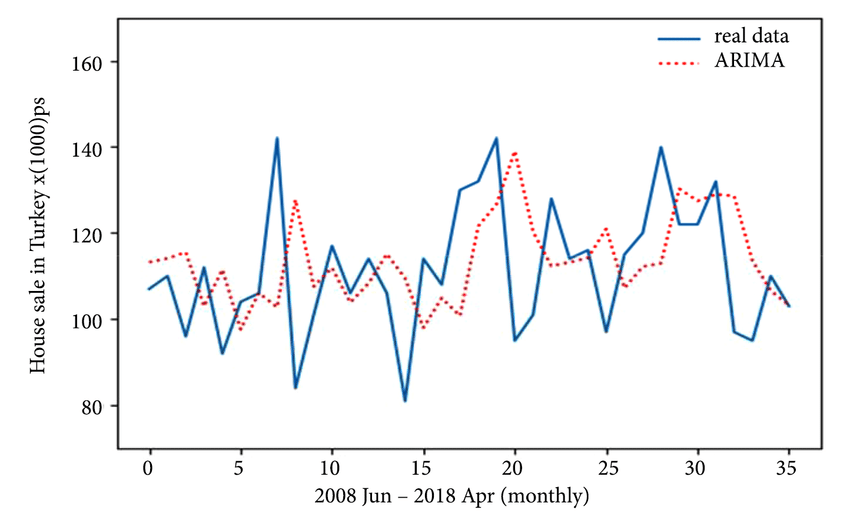 real data
ARIMA
House sale in Turkey x(1000)ps
160
140
120
100
80
0 5 10 15 20 25 30 35
2008 Jun – 2018 Apr (monthly)